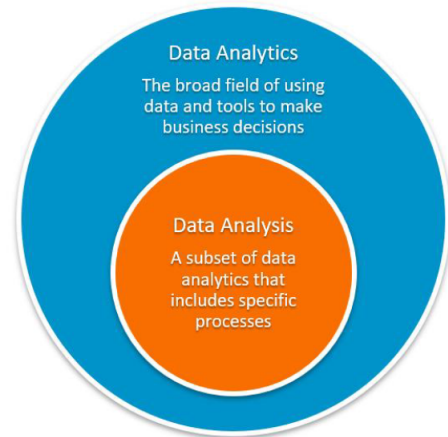 Data Analytics
The broad field of using
data and tools to make
business decisions
Data Analysis
A subset of data
analytics that
includes specific
processes